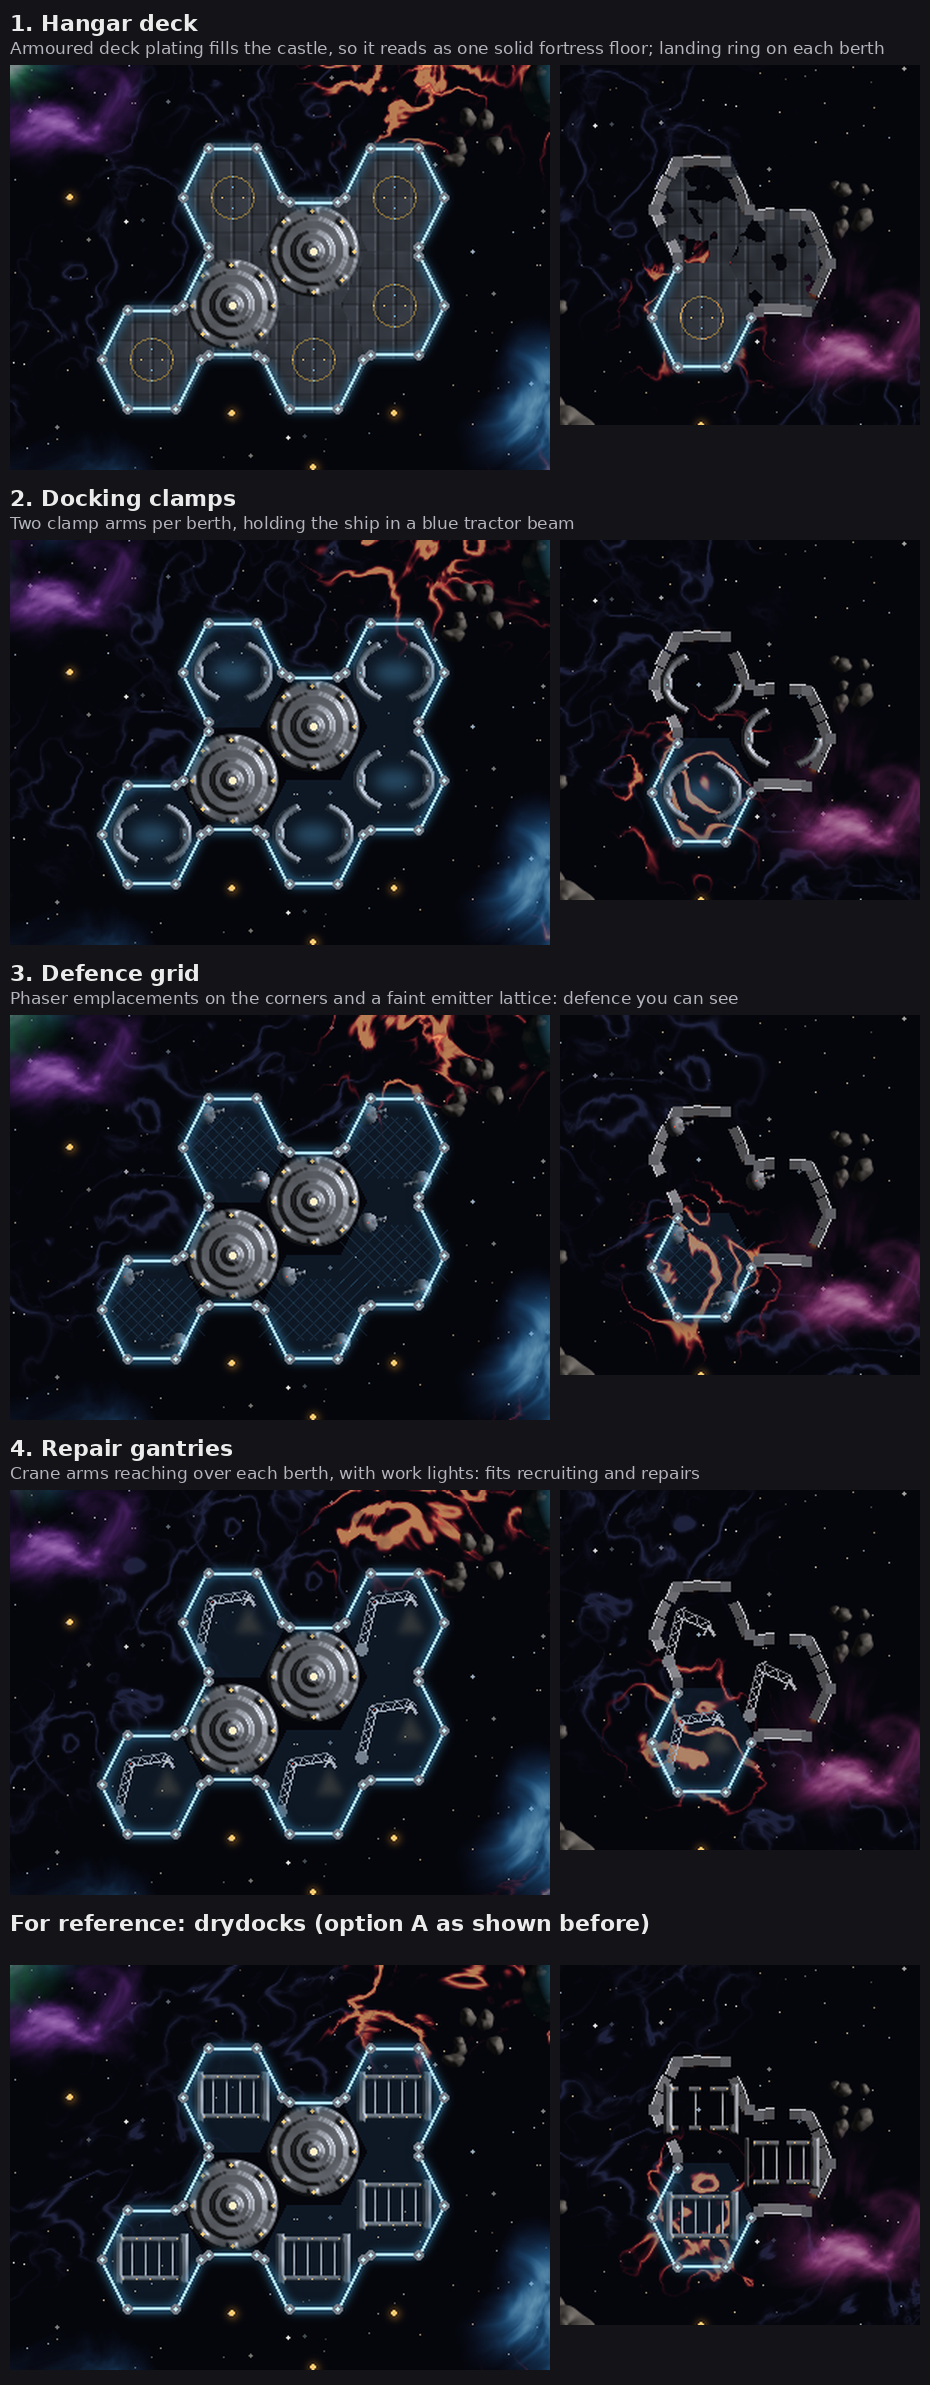 1. Hangar deck
Armoured deck plating fills the castle, so it reads as one solid fortress floor; landing ring on each berth
2. Docking clamps
Two clamp arms per berth, holding the ship in a blue tractor beam
3. Defence grid
Phaser emplacements on the corners and a faint emitter lattice: defence you can see
4. Repair gantries
Crane arms reaching over each berth, with work lights: fits recruiting and repairs
For reference: drydocks (option A as shown before)